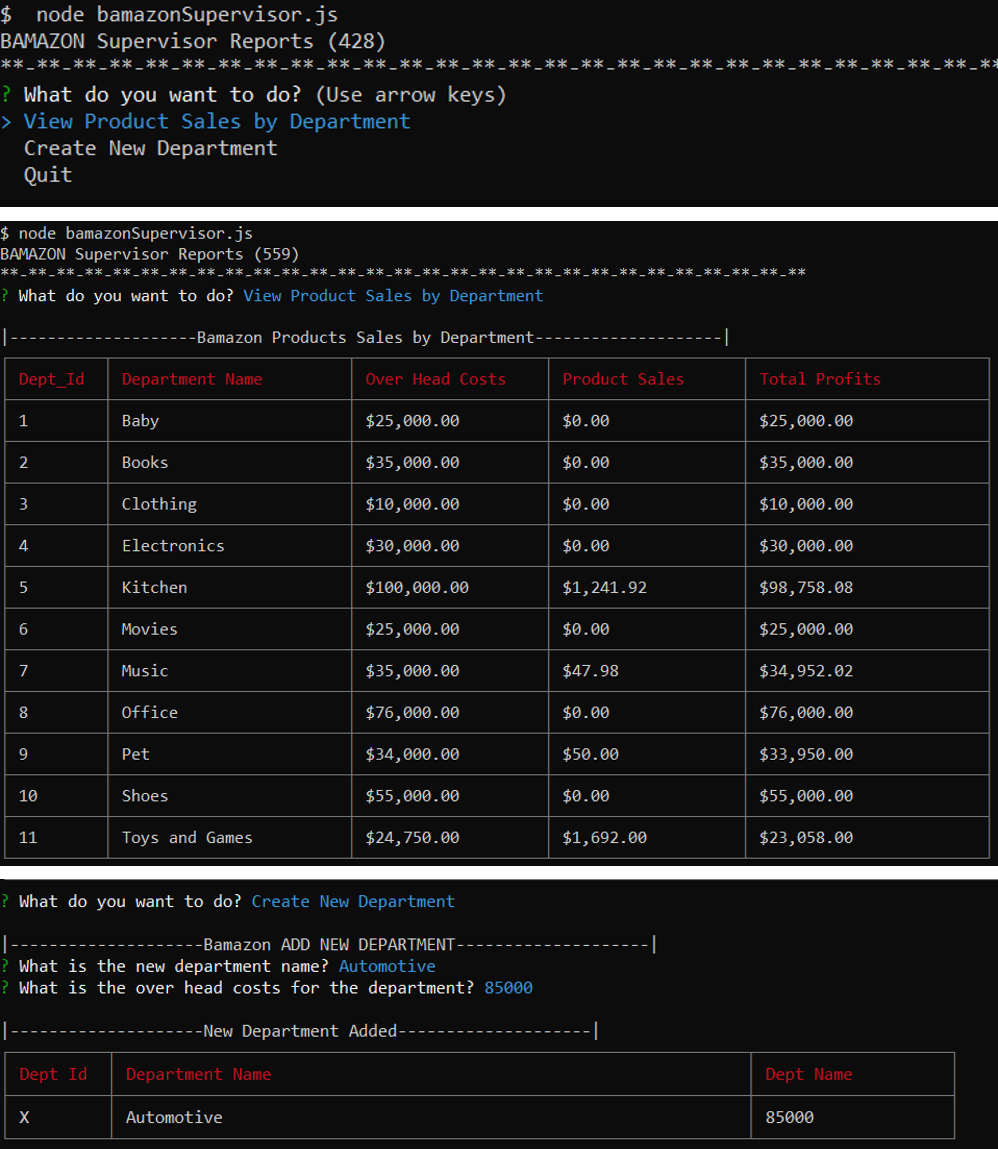 $  node bamazonSupervisor.js
BAMAZON Supervisor Reports (428)
**-**-**-**-**-**-**-**-**-**-**-**-**-**-**-**-**-**-**-**-**-**-**-**-**-**-**-**
? What do you want to do? (Use arrow keys)
> View Product Sales by Department
Create New Department
Quit
$ node bamazonSupervisor.js
BAMAZON Supervisor Reports (559)
**-**-**-**-**-**-**-**-**-**-**-**-**-**-**-**-**-**-**-**-**-**-**-**-**-**-**-**-**
? What do you want to do? View Product Sales by Department
|--------------------Bamazon Products Sales by Department--------------------|
Dept_Id Department Name Over Head Costs Product Sales Total Profits
1 Baby $25,000.00 $0.00 $25,000.00
2 Books $35,000.00 $0.00 $35,000.00
3 Clothing $10,000.00 $0.00 $10,000.00
4 Electronics $30,000.00 $0.00 $30,000.00
5 Kitchen $100,000.00 $1,241.92 $98,758.08
6 Movies $25,000.00 $0.00 $25,000.00
7 Music $35,000.00 $47.98 $34,952.02
8 Office $76,000.00 $0.00 $76,000.00
9 Pet $34,000.00 $50.00 $33,950.00
10 Shoes $55,000.00 $0.00 $55,000.00
11 Toys and Games $24,750.00 $1,692.00 $23,058.00
? What do you want to do? Create New Department
|--------------------Bamazon ADD NEW DEPARTMENT--------------------|
? What is the new department name? Automotive
? What is the over head costs for the department? 85000
|--------------------New Department Added--------------------|
Dept Id Department Name Dept Name
X Automotive 85000